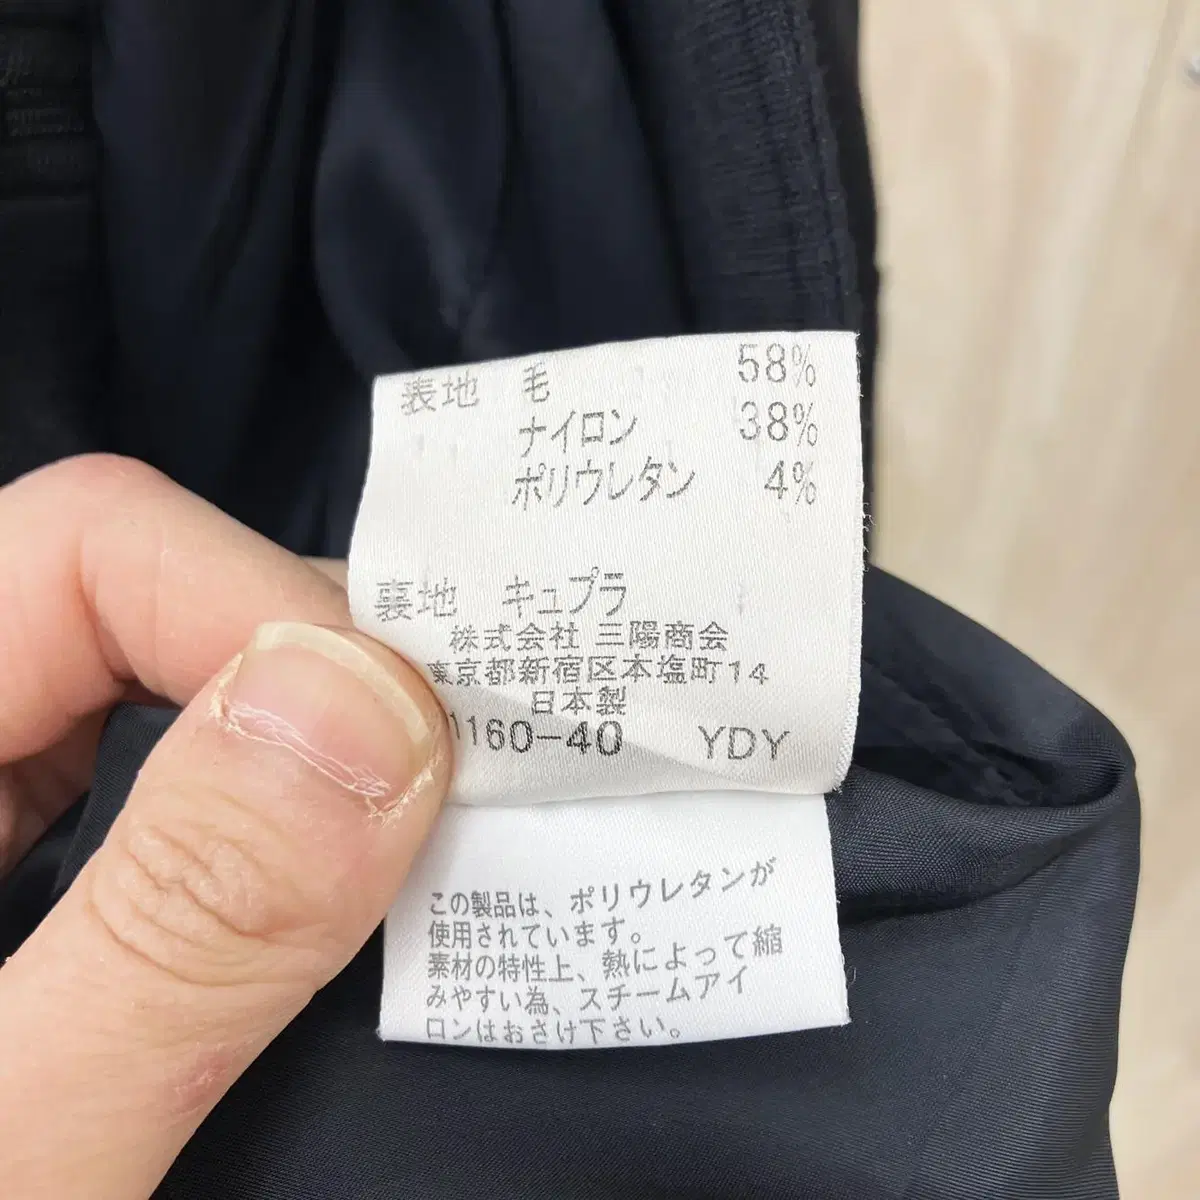 表地 毛 58%
ナイロン 38%
ポリウレタン 4%
裏地 キュプラ
株式会社 三陽商会
東京都新宿区本塩町14
日本製
1160-40 YDY
この製品は、ポリウレタンが
使用されています。
素材の特性上、熱によって縮
みやすい為、スチームアイ
ロンはおさけ下さい。